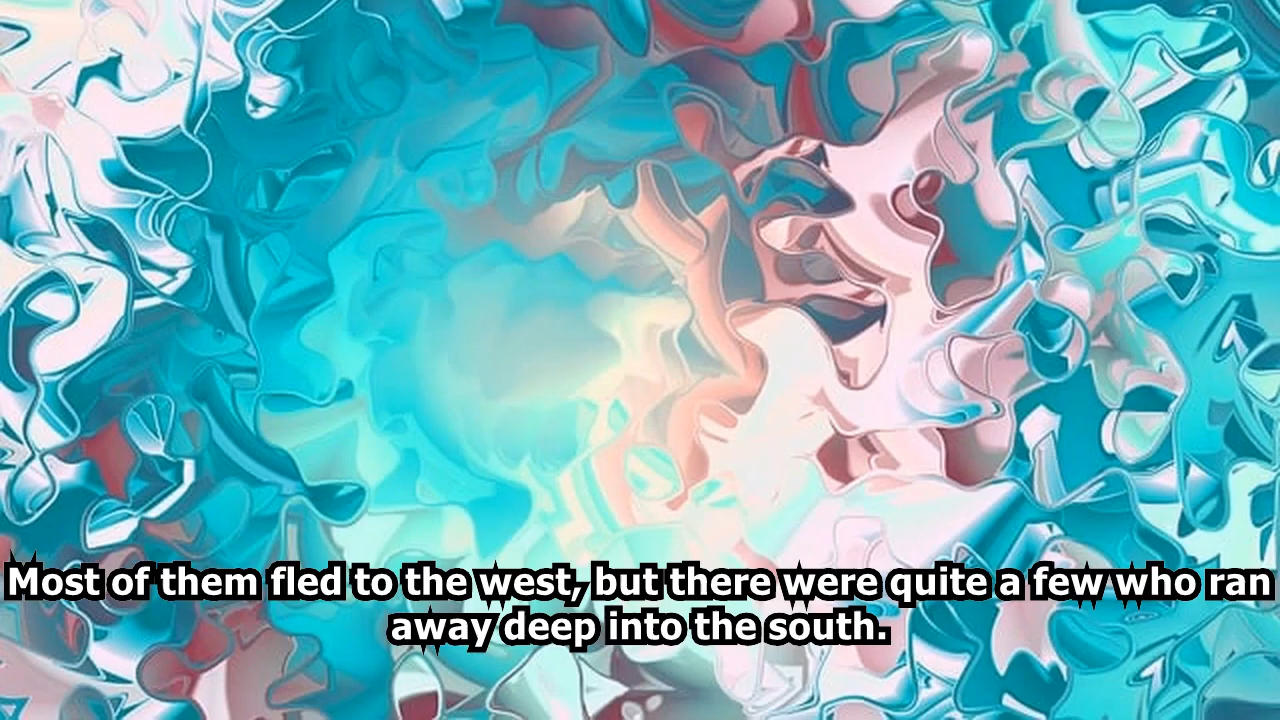 Most of them fled to the west, but there were quite a few who ran
away deep into the south.